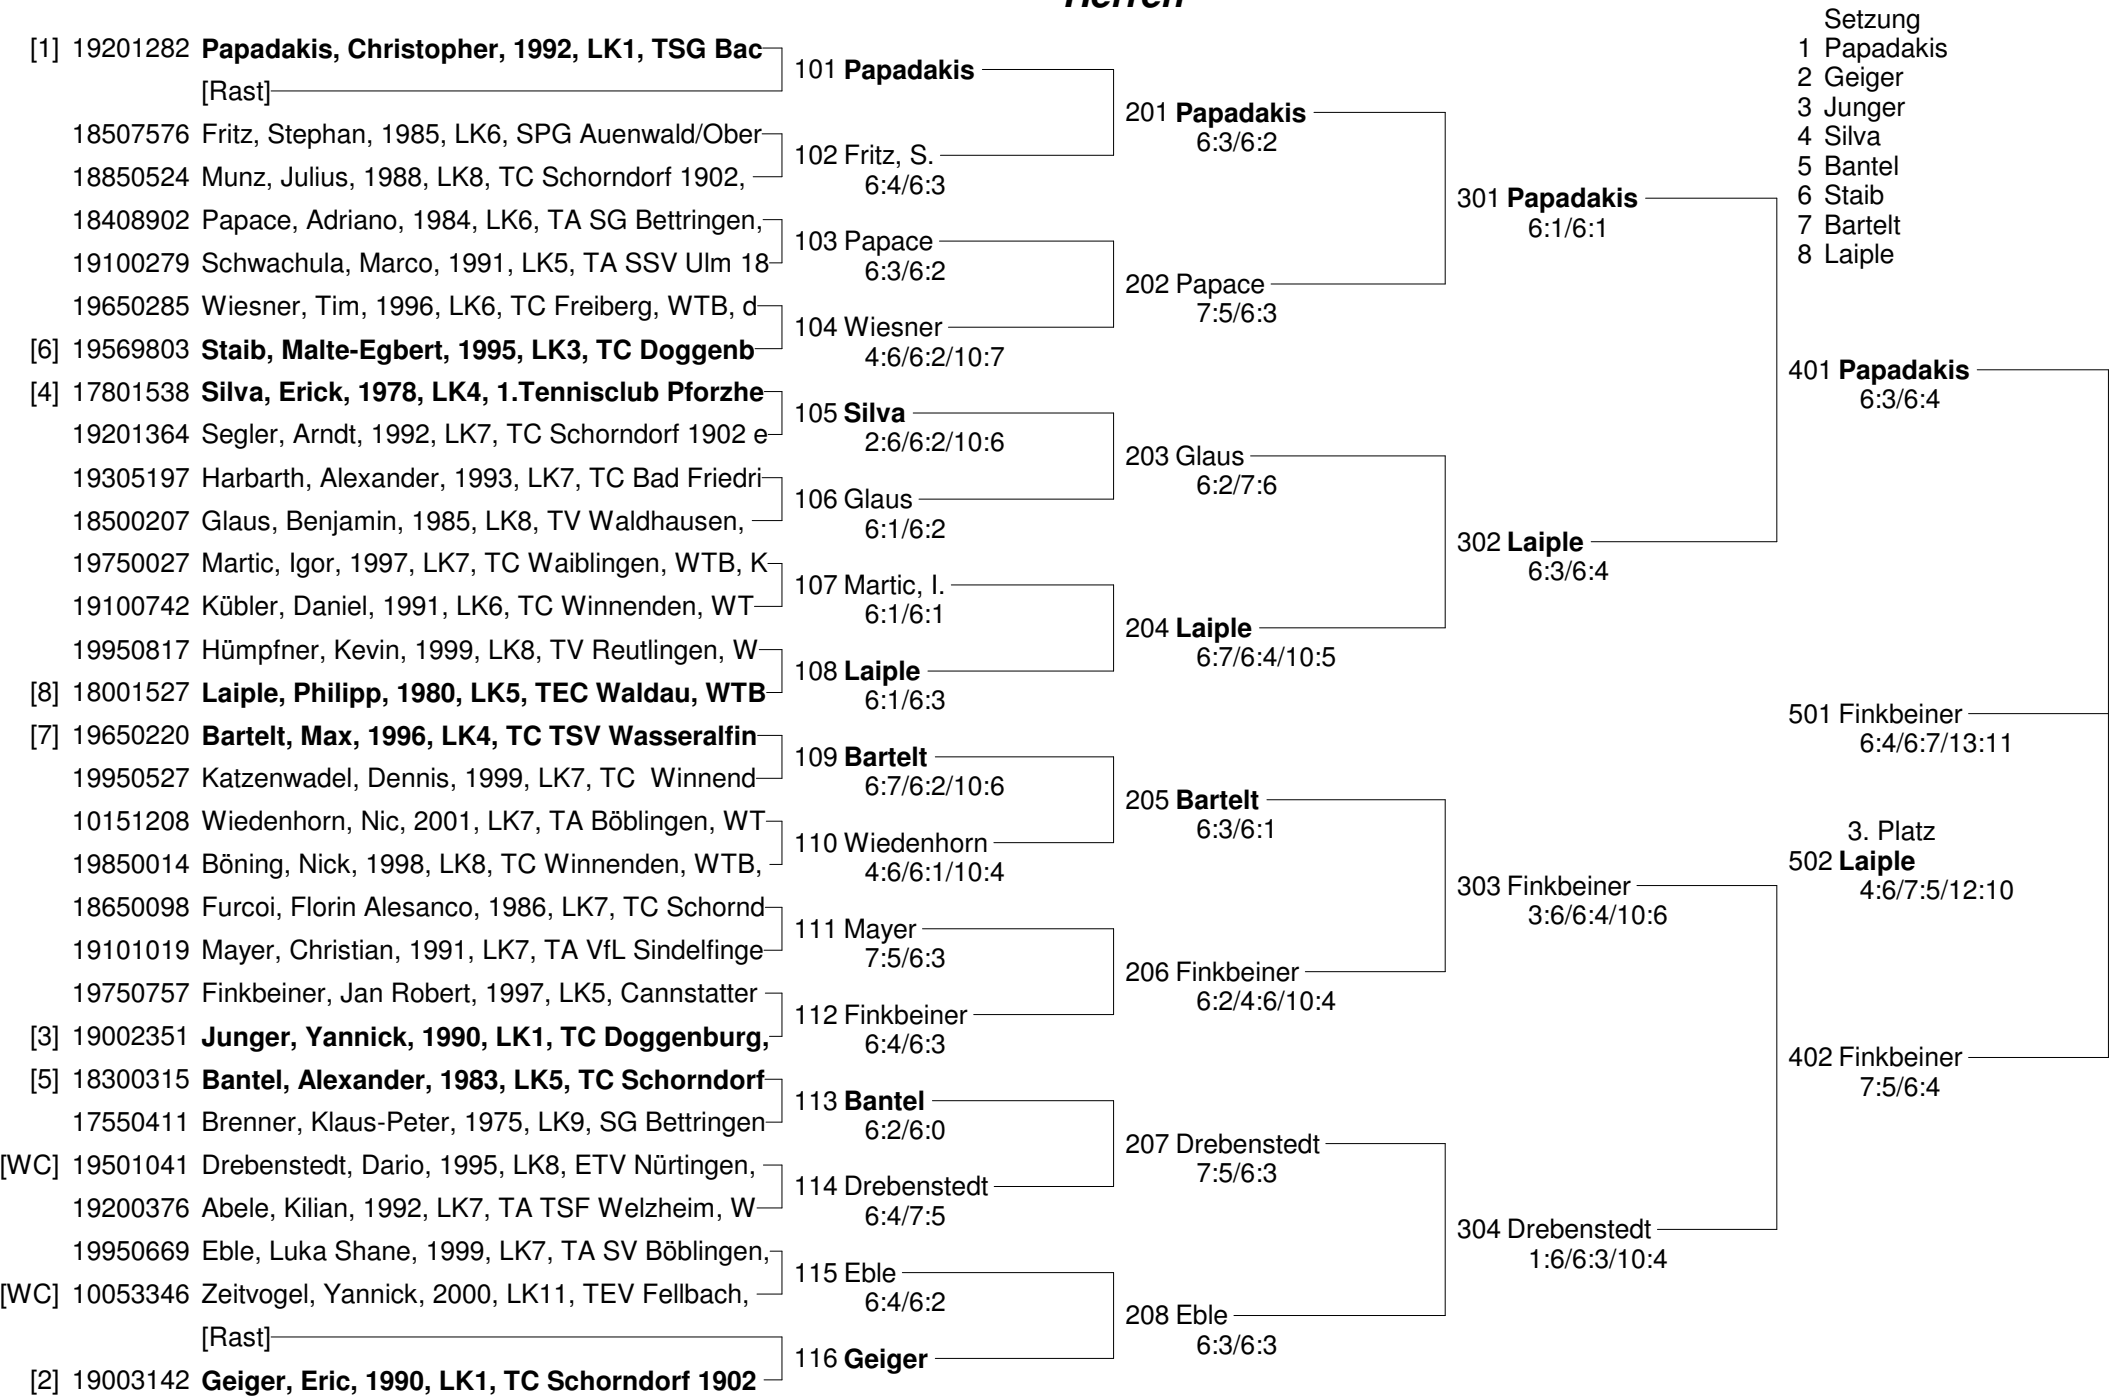 Herren
[1] 19201282 Papadakis, Christopher, 1992, LK1, TSG Bac
[Rast]
18507576 Fritz, Stephan, 1985, LK6, SPG Auenwald/Ober
18850524 Munz, Julius, 1988, LK8, TC Schorndorf 1902,
18408902 Papace, Adriano, 1984, LK6, TA SG Bettringen,
19100279 Schwachula, Marco, 1991, LK5, TA SSV Ulm 18
19650285 Wiesner, Tim, 1996, LK6, TC Freiberg, WTB, d
[6] 19569803 Staib, Malte-Egbert, 1995, LK3, TC Doggenb
[4] 17801538 Silva, Erick, 1978, LK4, 1.Tennisclub Pforzhe
19201364 Segler, Arndt, 1992, LK7, TC Schorndorf 1902 e
19305197 Harbarth, Alexander, 1993, LK7, TC Bad Friedri
18500207 Glaus, Benjamin, 1985, LK8, TV Waldhausen,
19750027 Martic, Igor, 1997, LK7, TC Waiblingen, WTB, K
19100742 Kübler, Daniel, 1991, LK6, TC Winnenden, WT
19950817 Hümpfner, Kevin, 1999, LK8, TV Reutlingen, W
[8] 18001527 Laiple, Philipp, 1980, LK5, TEC Waldau, WTB
[7] 19650220 Bartelt, Max, 1996, LK4, TC TSV Wasseralfin
19950527 Katzenwadel, Dennis, 1999, LK7, TC Winnend
10151208 Wiedenhorn, Nic, 2001, LK7, TA Böblingen, WT
19850014 Böning, Nick, 1998, LK8, TC Winnenden, WTB,
18650098 Furcoi, Florin Alesanco, 1986, LK7, TC Schornd
19101019 Mayer, Christian, 1991, LK7, TA VfL Sindelfinge
19750757 Finkbeiner, Jan Robert, 1997, LK5, Cannstatter
[3] 19002351 Junger, Yannick, 1990, LK1, TC Doggenburg,
[5] 18300315 Bantel, Alexander, 1983, LK5, TC Schorndorf
17550411 Brenner, Klaus-Peter, 1975, LK9, SG Bettringen
[WC] 19501041 Drebenstedt, Dario, 1995, LK8, ETV Nürtingen,
19200376 Abele, Kilian, 1992, LK7, TA TSF Welzheim, W
19950669 Eble, Luka Shane, 1999, LK7, TA SV Böblingen,
[WC] 10053346 Zeitvogel, Yannick, 2000, LK11, TEV Fellbach,
[Rast]
[2] 19003142 Geiger, Eric, 1990, LK1, TC Schorndorf 1902
101 Papadakis
102 Fritz, S.
6:4/6:3
103 Papace
6:3/6:2
104 Wiesner
4:6/6:2/10:7
105 Silva
2:6/6:2/10:6
106 Glaus
6:1/6:2
107 Martic, I.
6:1/6:1
108 Laiple
6:1/6:3
109 Bartelt
6:7/6:2/10:6
110 Wiedenhorn
4:6/6:1/10:4
111 Mayer
7:5/6:3
112 Finkbeiner
6:4/6:3
113 Bantel
6:2/6:0
114 Drebenstedt
6:4/7:5
115 Eble
6:4/6:2
116 Geiger
201 Papadakis
6:3/6:2
202 Papace
7:5/6:3
203 Glaus
6:2/7:6
204 Laiple
6:7/6:4/10:5
205 Bartelt
6:3/6:1
206 Finkbeiner
6:2/4:6/10:4
207 Drebenstedt
7:5/6:3
208 Eble
6:3/6:3
301 Papadakis
6:1/6:1
302 Laiple
6:3/6:4
303 Finkbeiner
3:6/6:4/10:6
304 Drebenstedt
1:6/6:3/10:4
Setzung
1 Papadakis
2 Geiger
3 Junger
4 Silva
5 Bantel
6 Staib
7 Bartelt
8 Laiple
401 Papadakis
6:3/6:4
501 Finkbeiner
6:4/6:7/13:11
3. Platz
502 Laiple
4:6/7:5/12:10
402 Finkbeiner
7:5/6:4